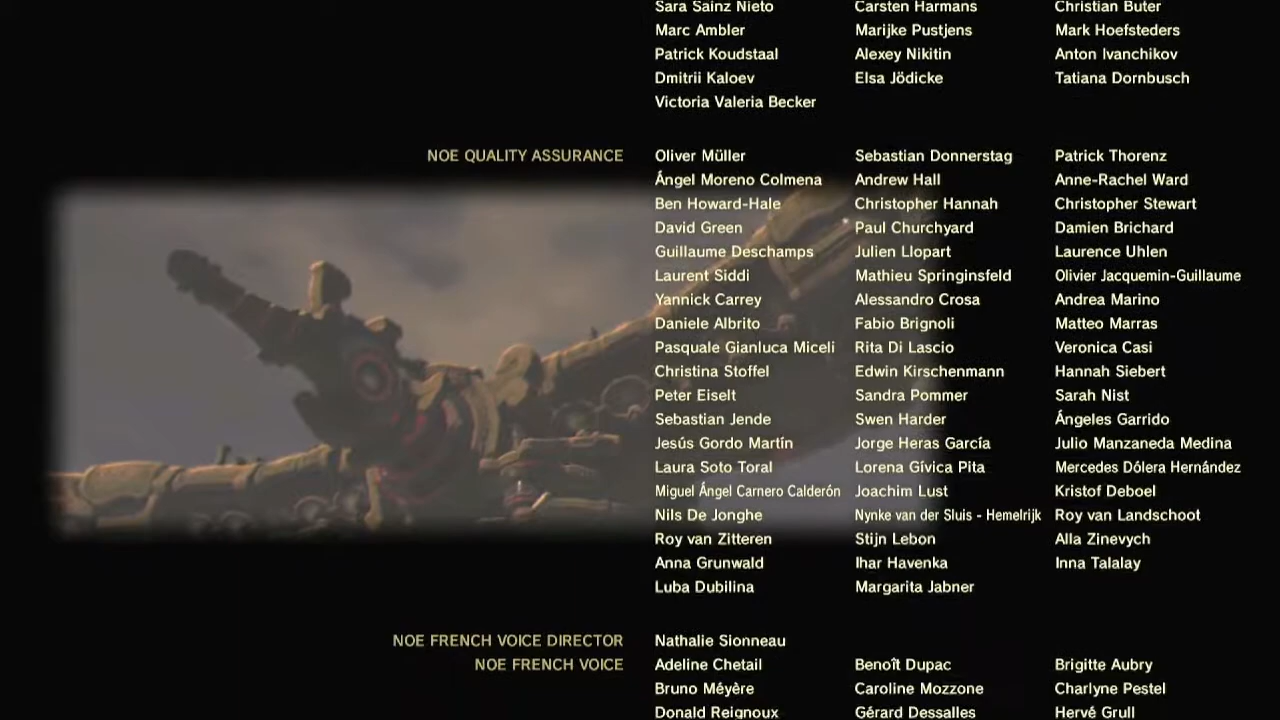 Sara Sainz Nieto Carsten Harmans Christian Büter
Marc Ambler Marijke Pustjens Mark Hoefsteders
Patrick Koudstaal Alexey Nikitin Anton Ivanchikov
Dmitrii Kaloev Elsa Jödicke Tatiana Dornbusch
Victoria Valeria Becker
NOE QUALITY ASSURANCE Oliver Müller Sebastian Donnerstag Patrick Thorenz
Ángel Moreno Colmena Andrew Hall Anne-Rachel Ward
Ben Howard-Hale Christopher Hannah Christopher Stewart
David Green Paul Churchyard Damien Brichard
Guillaume Deschamps Julien Llopart Laurence Uhlen
Laurent Siddi Mathieu Springinsfeld Olivier Jacquemin-Guillaume
Yannick Carrey Alessandro Crosa Andrea Marino
Daniele Albrito Fabio Brignoli Matteo Marras
Pasquale Gianluca Miceli Rita Di Lascio Veronica Casi
Christina Stoffel Edwin Kirschenmann Hannah Siebert
Peter Eiselt Sandra Pommer Sarah Nist
Sebastian Jende Swen Harder Ángeles Garrido
Jesús Gordo Martín Jorge Heras García Julio Manzaneda Medina
Laura Soto Toral Lorena Gívica Pita Mercedes Dólera Hernández
Miguel Ángel Carnero Calderón Joachim Lust Kristof Deboel
Nils De Jonghe Nynke van der Sluis - Hemelrijk Roy van Landschoot
Roy van Zitteren Stijn Lebon Alla Zinevych
Anna Grunwald Ihar Havenka Inna Talalay
Luba Dubilina Margarita Jabner
NOE FRENCH VOICE DIRECTOR Nathalie Sionneau
NOE FRENCH VOICE Adeline Chetail Benoît Dupac Brigitte Aubry
Bruno Méyère Caroline Mozzone Charlyne Pestel
Donald Reignoux Gérard Dessalles Hervé Grull